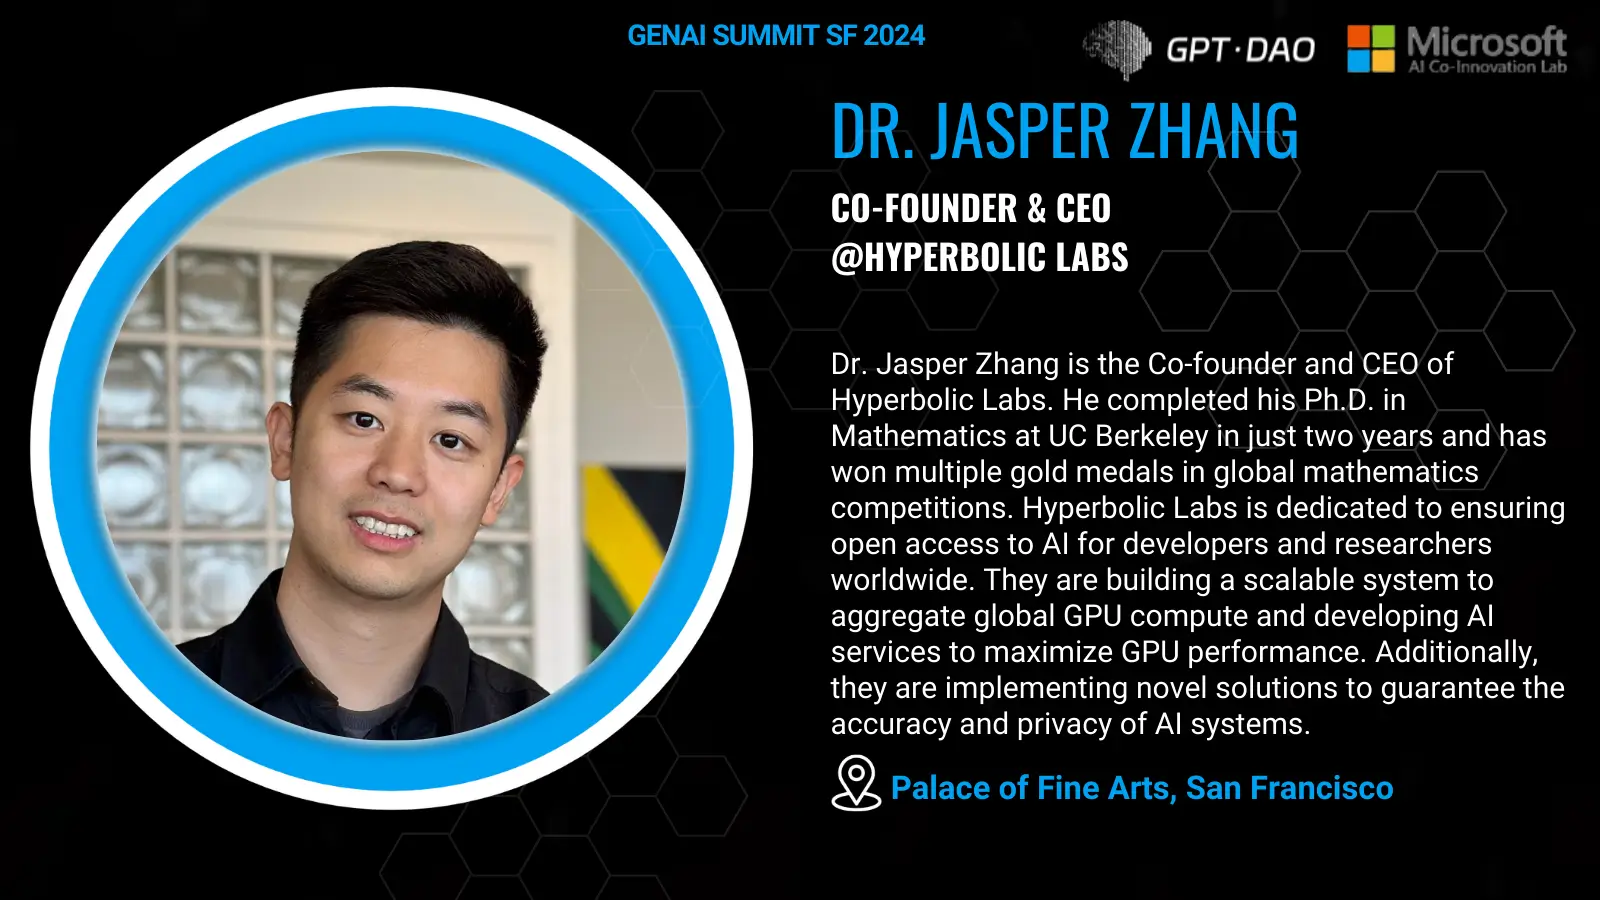 GENAI SUMMIT SF 2024
GPT·DAO
Microsoft
AI Co-Innovation Lab
DR. JASPER ZHANG
CO-FOUNDER & CEO
@HYPERBOLIC LABS
Dr. Jasper Zhang is the Co-founder and CEO of
Hyperbolic Labs. He completed his Ph.D. in
Mathematics at UC Berkeley in just two years and has
won multiple gold medals in global mathematics
competitions. Hyperbolic Labs is dedicated to ensuring
open access to AI for developers and researchers
worldwide. They are building a scalable system to
aggregate global GPU compute and developing AI
services to maximize GPU performance. Additionally,
they are implementing novel solutions to guarantee the
accuracy and privacy of AI systems.
Palace of Fine Arts, San Francisco